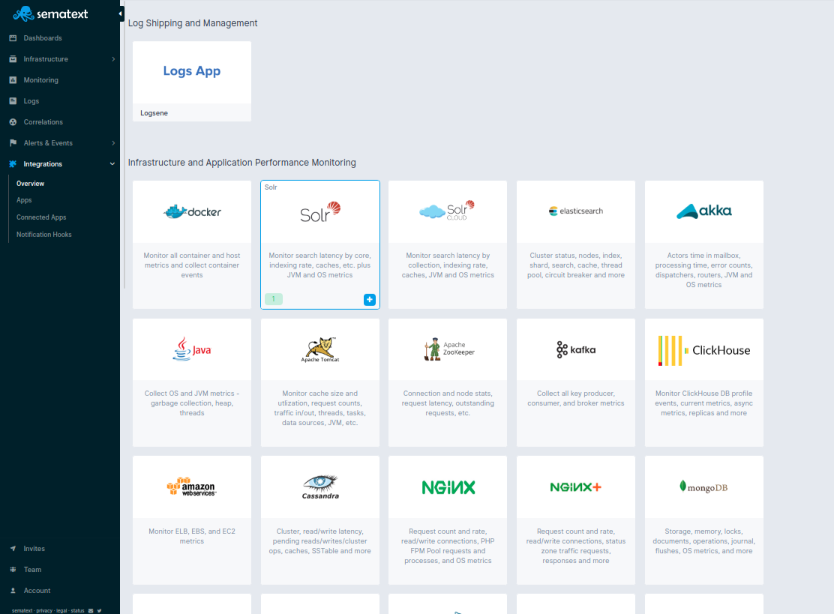 sematext
Dashboards
Infrastructure
Monitoring
Logs
Correlations
Alerts & Events
Integrations
Overview
Apps
Connected Apps
Notification Hooks
Invites
Team
Account
sematext · privacy · legal · status
Log Shipping and Management
Logs App
Logsene
Infrastructure and Application Performance Monitoring
docker
Monitor all container and host
metrics and collect container
events
Solr
Solr
Monitor search latency by core,
indexing rate, caches, etc. plus
JVM and OS metrics
1
Solr
CLOUD
Monitor search latency by
collection, indexing rate,
caches, JVM and OS metrics
elasticsearch
Cluster status, nodes, index,
shard, search, cache, thread
pool, circuit breaker and more
akka
Actors time in mailbox,
processing time, error counts,
dispatchers, routers, JVM and
OS metrics
Java
Collect OS and JVM metrics -
garbage collection, heap,
threads
Apache Tomcat
Monitor cache size and
utilization, request counts,
traffic in/out, threads, tasks,
data sources, JVM, etc.
Apache
ZooKeeper
Connection and node stats,
request latency, outstanding
requests, etc.
kafka
Collect all key producer,
consumer, and broker metrics
ClickHouse
Monitor ClickHouse DB profile
events, current metrics, async
metrics, replicas and more
amazon
webservices
Monitor ELB, EBS, and EC2
metrics
Cassandra
Cluster, read/write latency,
pending reads/writes/cluster
ops, caches, SSTable and more
NGINX
Request count and rate,
read/write connections, PHP
FPM Pool requests and
processes, and OS metrics
NGINX+
Request count and rate,
read/write connections, status
zone traffic requests,
responses and more
mongoDB
Storage, memory, locks,
documents, operations, journal,
flushes, OS metrics, and more